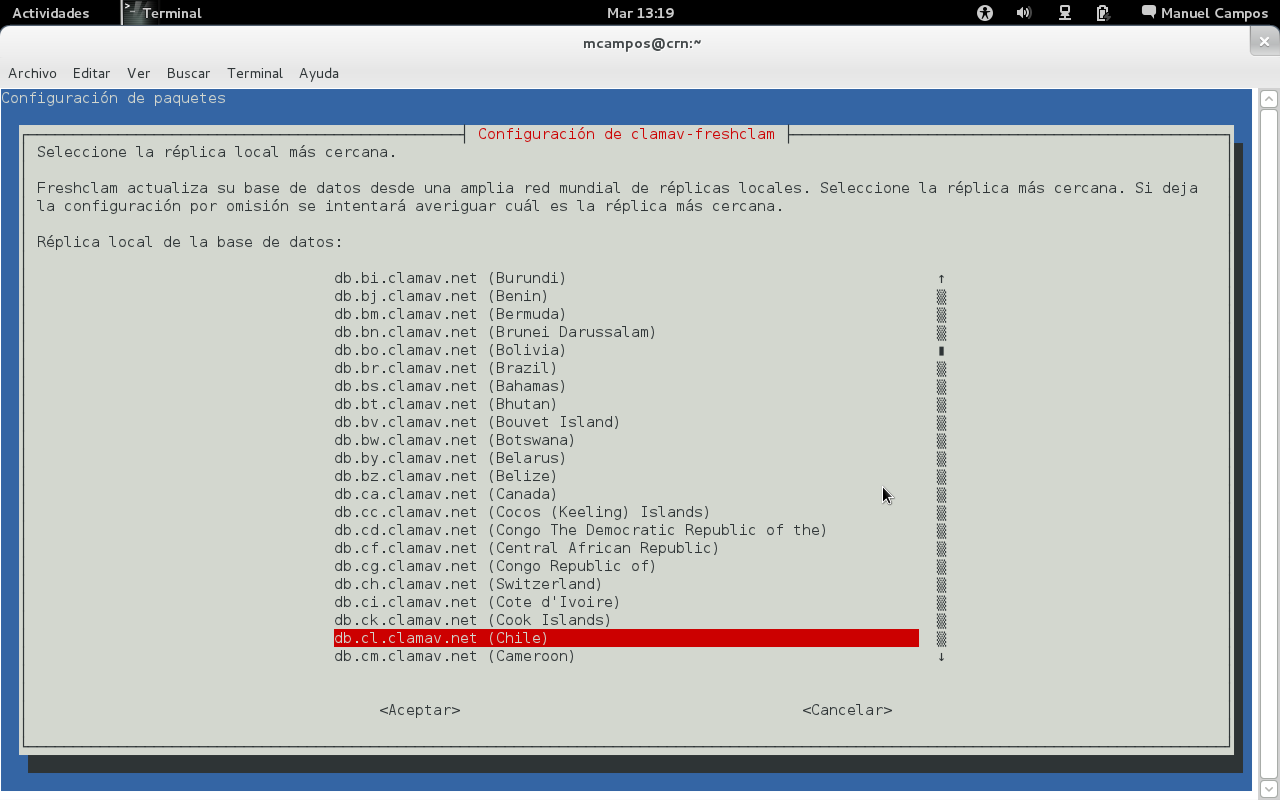 Actividades Terminal Mar 13:19 Manuel Campos
mcampos@crn:~
Archivo Editar Ver Buscar Terminal Ayuda
Configuración de paquetes
Configuración de clamav-freshclam
Seleccione la réplica local más cercana.
Freshclam actualiza su base de datos desde una amplia red mundial de réplicas locales. Seleccione la réplica más cercana. Si deja
la configuración por omisión se intentará averiguar cuál es la réplica más cercana.
Réplica local de la base de datos:
db.bi.clamav.net (Burundi)
db.bj.clamav.net (Benin)
db.bm.clamav.net (Bermuda)
db.bn.clamav.net (Brunei Darussalam)
db.bo.clamav.net (Bolivia)
db.br.clamav.net (Brazil)
db.bs.clamav.net (Bahamas)
db.bt.clamav.net (Bhutan)
db.bv.clamav.net (Bouvet Island)
db.bw.clamav.net (Botswana)
db.by.clamav.net (Belarus)
db.bz.clamav.net (Belize)
db.ca.clamav.net (Canada)
db.cc.clamav.net (Cocos (Keeling) Islands)
db.cd.clamav.net (Congo The Democratic Republic of the)
db.cf.clamav.net (Central African Republic)
db.cg.clamav.net (Congo Republic of)
db.ch.clamav.net (Switzerland)
db.ci.clamav.net (Cote d'Ivoire)
db.ck.clamav.net (Cook Islands)
db.cl.clamav.net (Chile)
db.cm.clamav.net (Cameroon)
<Aceptar> <Cancelar>